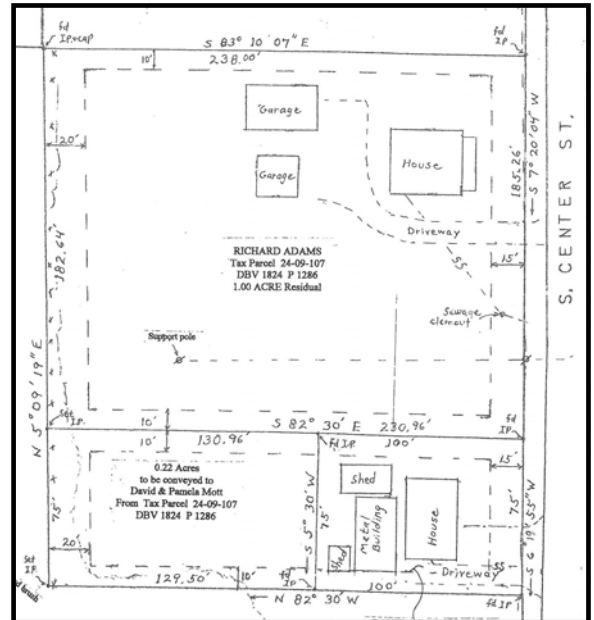 fd
IP.+cap
S 83° 10' 07" E
238.00'
fd
IP.
10'
20'
Garage
Garage
House
185.26'
S 7° 20' 04" W
S. CENTER ST.
Driveway
182.64'
RICHARD ADAMS
Tax Parcel 24-09-107
DBV 1824 P 1286
1.00 ACRE Residual
SS
15'
Sewage
cleanout
Support pole
N 5° 09' 19" E
set
IP.
10'
S 82° 30' E 230.96'
fd
IP.
10'
130.96'
fd IP.
100'
0.22 Acres
to be conveyed to
David & Pamela Mott
From Tax Parcel 24-09-107
DBV 1824 P 1286
75'
20'
S 5° 30' W
75'
Shed
Metal
Building
Shed
House
15'
75'
S 6° 19' 53" W
SS
Driveway
set
IP.
brush
129.50'
10'
fd
IP.
100'
fd IP.
N 82° 30' W